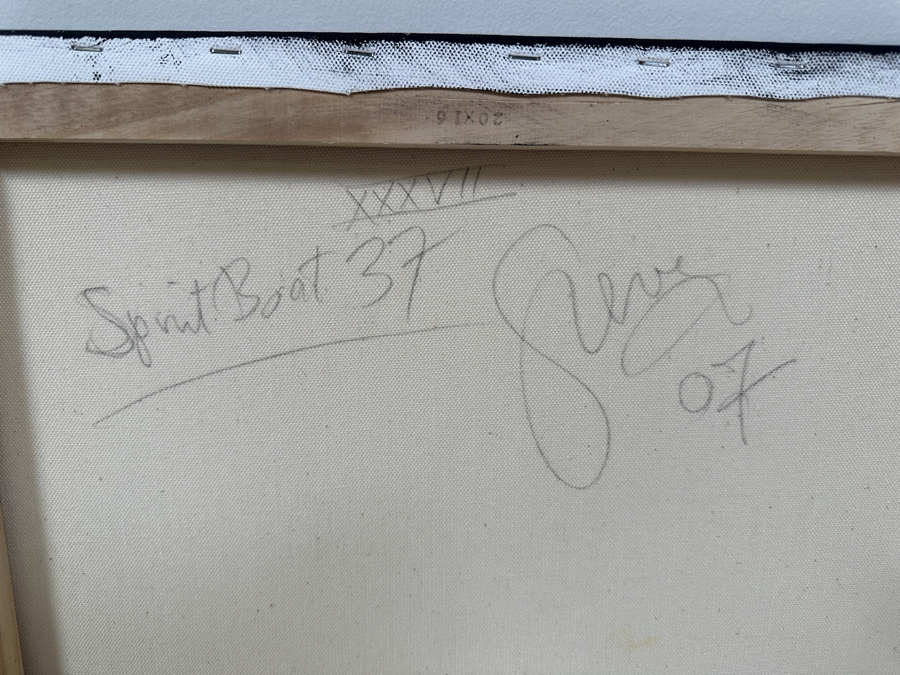 20X16
XXXVII
Spirit Boat 37
07